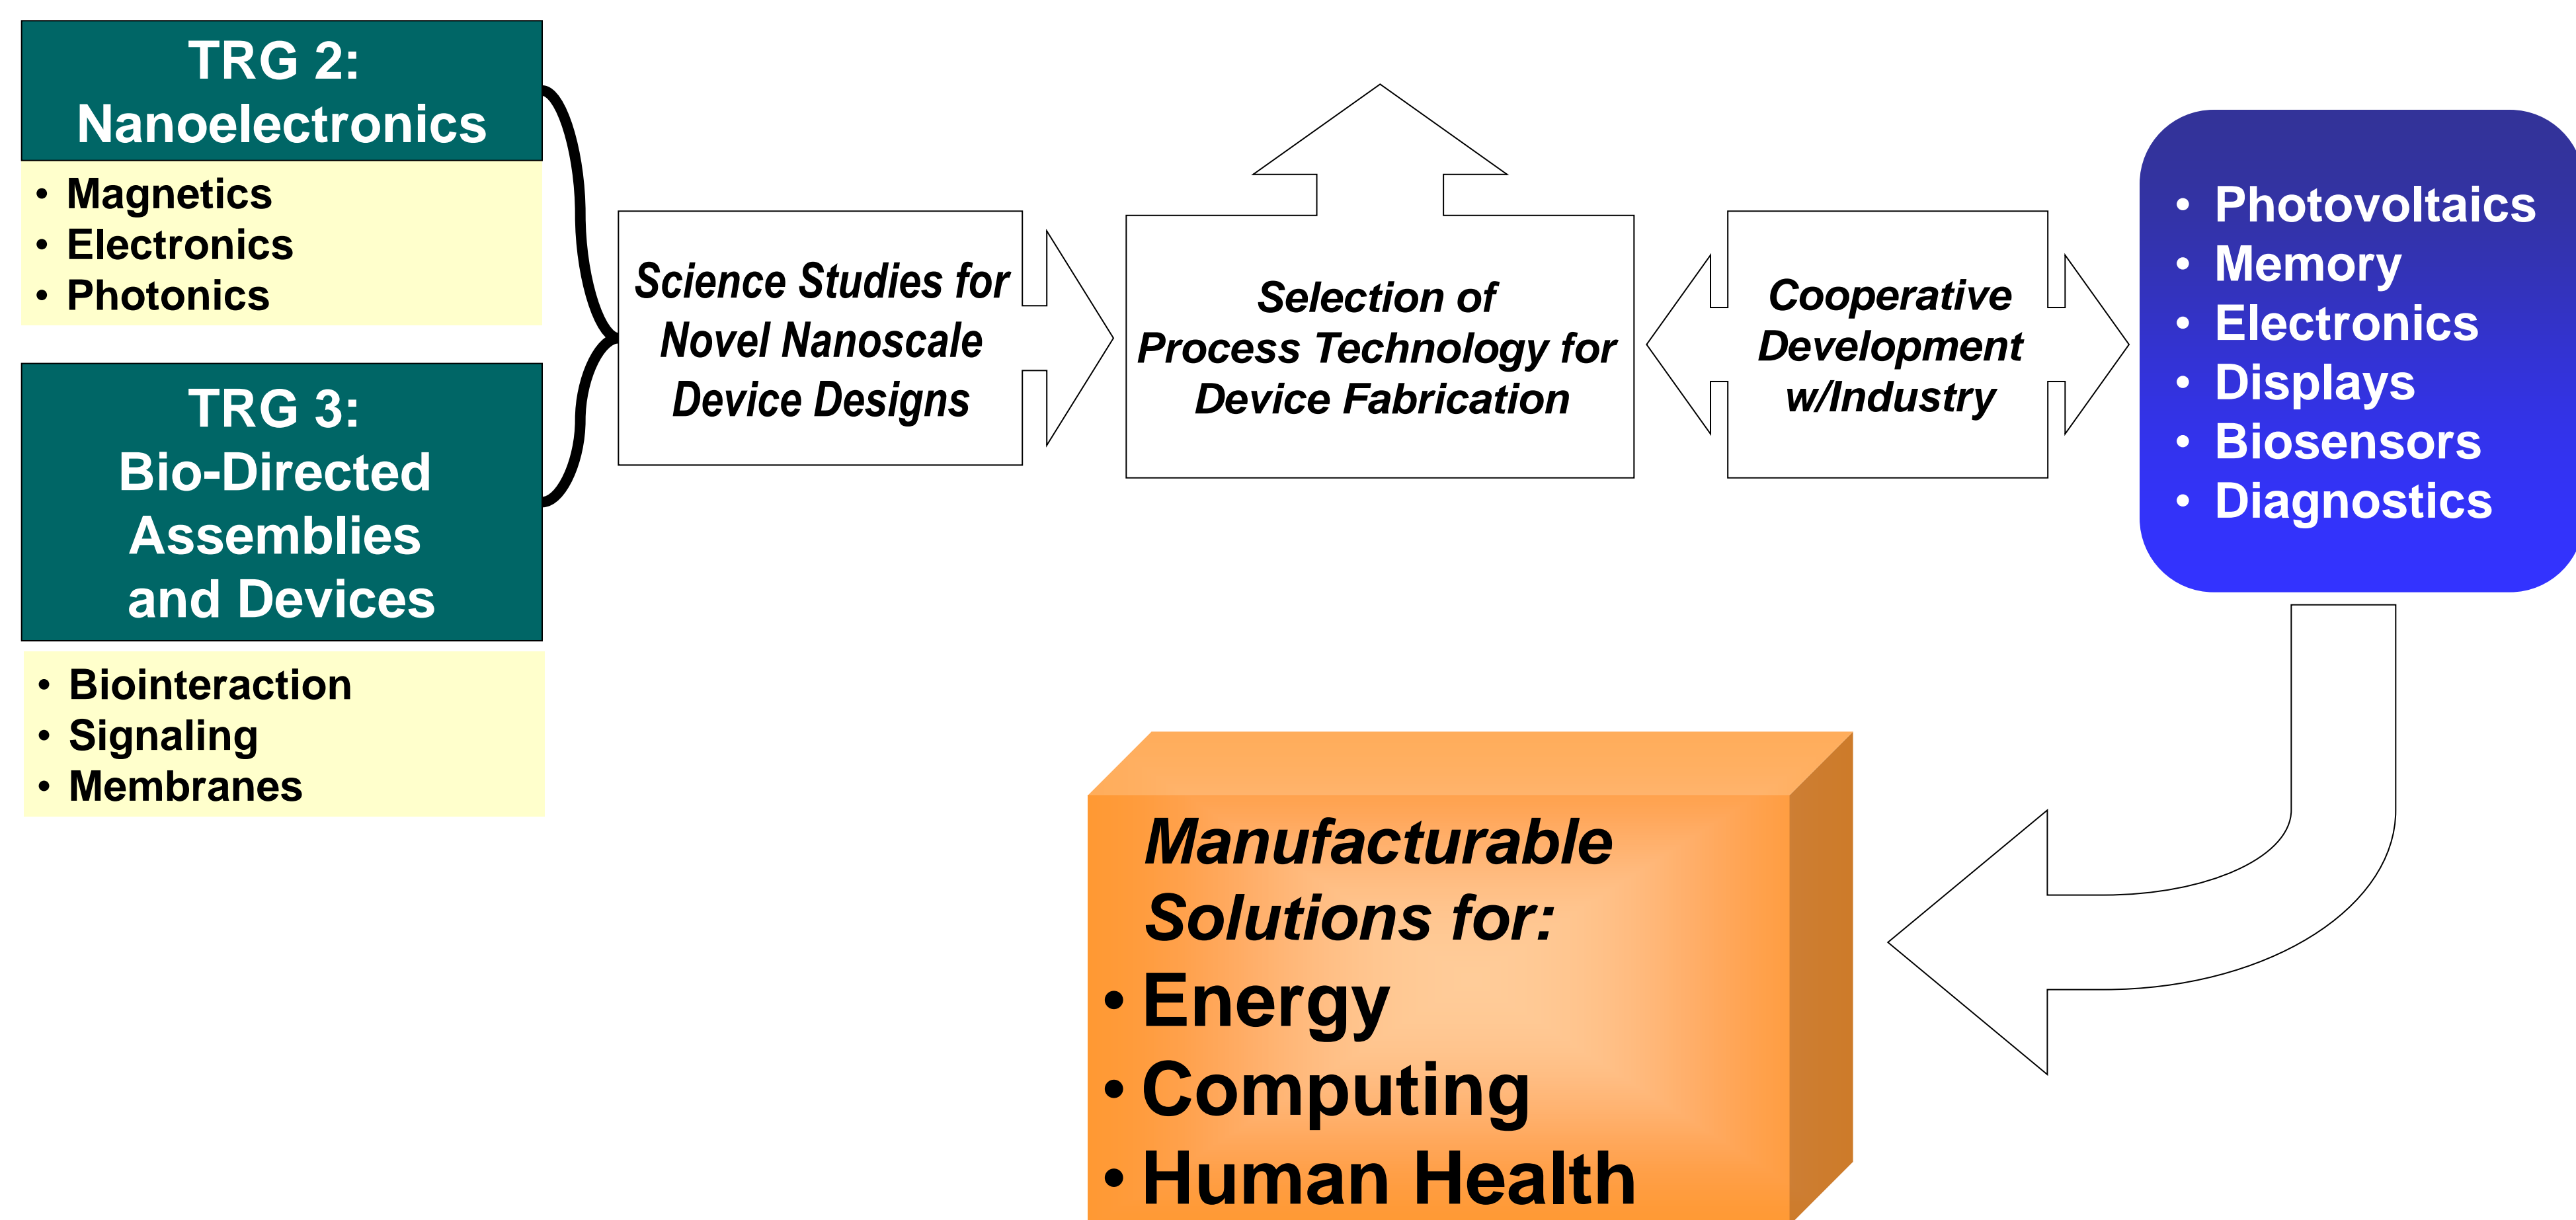 TRG 2:
Nanoelectronics
• Magnetics
• Electronics
• Photonics
TRG 3:
Bio-Directed
Assemblies
and Devices
• Biointeraction
• Signaling
• Membranes
Science Studies for
Novel Nanoscale
Device Designs
Selection of
Process Technology for
Device Fabrication
Cooperative
Development
w/Industry
• Photovoltaics
• Memory
• Electronics
• Displays
• Biosensors
• Diagnostics
Manufacturable
Solutions for:
• Energy
• Computing
• Human Health